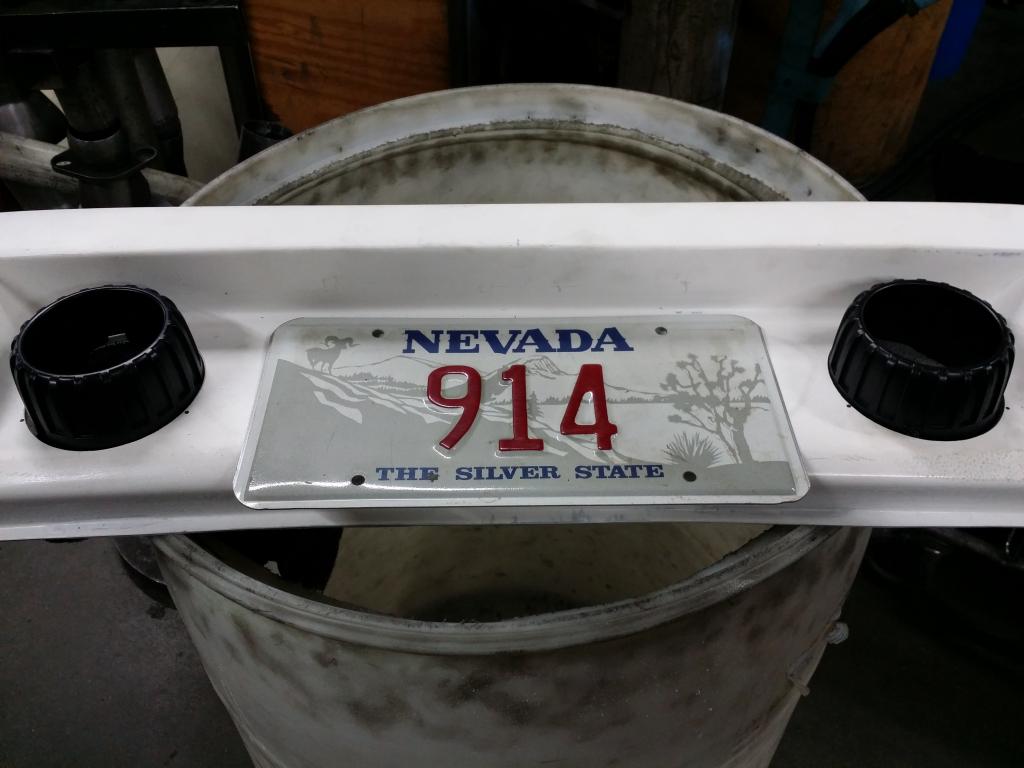 NEVADA
914
THE SILVER STATE